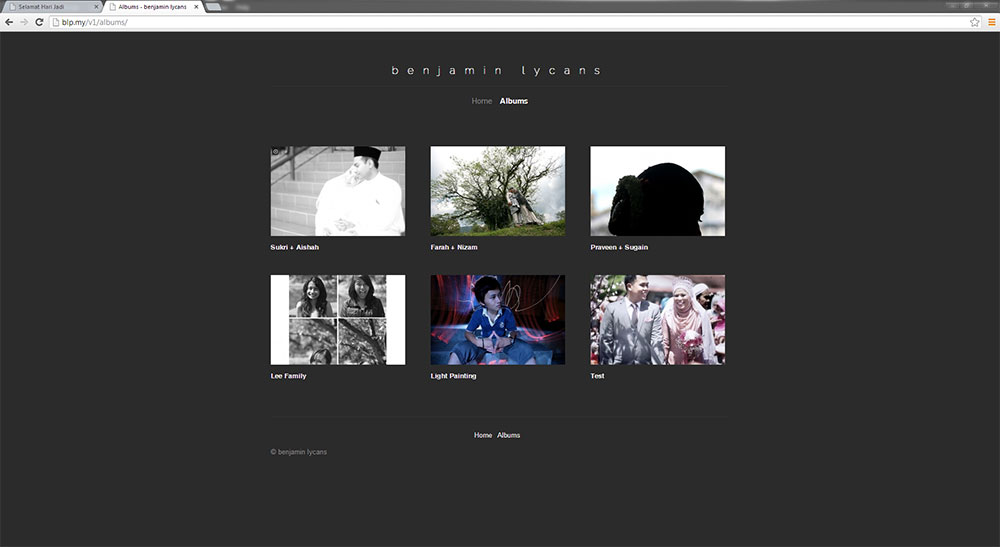 Selamat Hari Jadi
Albums - benjamin lycans
blp.my/v1/albums/
benjamin lycans
Home Albums
Sukri + Aishah
Farah + Nizam
Praveen + Sugain
Lee Family
Light Painting
Test
Home Albums
© benjamin lycans